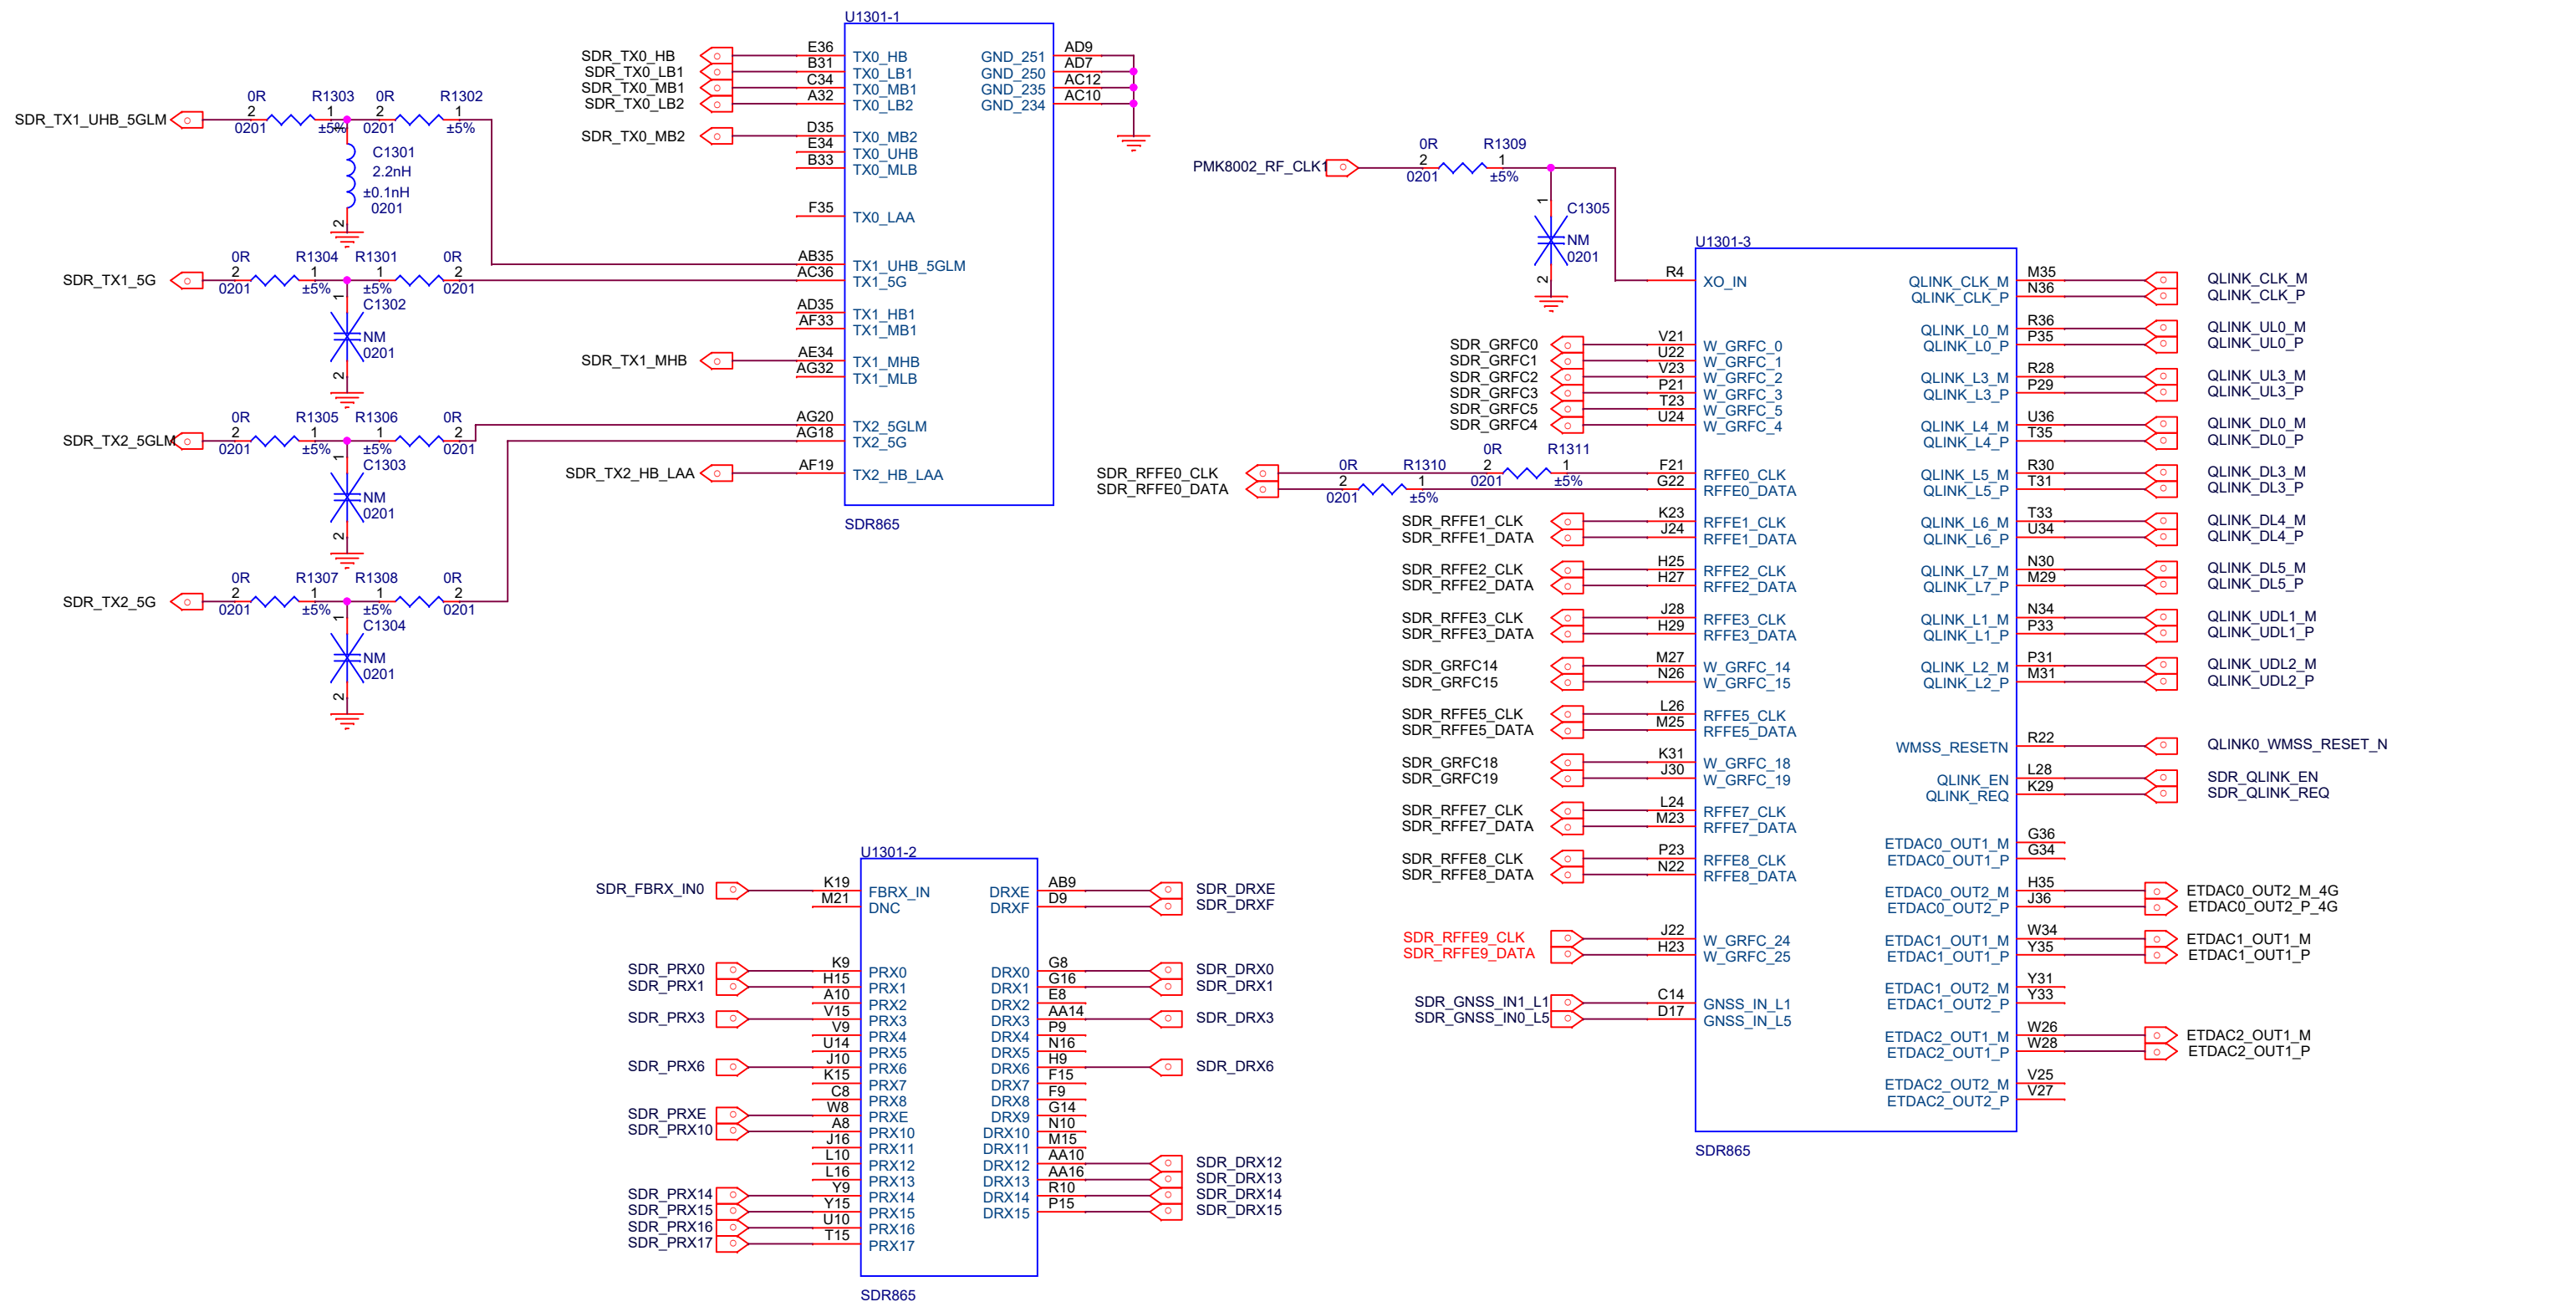 U1301-1
SDR_TX0_HB E36 TX0_HB GND_251 AD9
SDR_TX0_LB1 B31 TX0_LB1 GND_250 AD7
SDR_TX0_MB1 C34 TX0_MB1 GND_235 AC12
SDR_TX0_LB2 A32 TX0_LB2 GND_234 AC10
SDR_TX0_MB2 D35 TX0_MB2
E34 TX0_UHB
B33 TX0_MLB
F35 TX0_LAA
AB35 TX1_UHB_5GLM
AC36 TX1_5G
AD35 TX1_HB1
AF33 TX1_MB1
SDR_TX1_MHB AE34 TX1_MHB
AG32 TX1_MLB
AG20 TX2_5GLM
AG18 TX2_5G
SDR_TX2_HB_LAA AF19 TX2_HB_LAA
SDR865
0R R1303 0R R1302
SDR_TX1_UHB_5GLM 2 1 2 1
0201 ±5% 0201 ±5%
1
C1301
2.2nH
±0.1nH
0201
2
0R R1304 R1301 0R
SDR_TX1_5G 2 1 1 2
0201 ±5% ±5% 0201
1 C1302
NM
0201
2
0R R1305 R1306 0R
SDR_TX2_5GLM 2 1 1 2
0201 ±5% ±5% 0201
1 C1303
NM
0201
2
0R R1307 R1308 0R
SDR_TX2_5G 2 1 1 2
0201 ±5% ±5% 0201
1 C1304
NM
0201
2
U1301-2
SDR_FBRX_IN0 K19 FBRX_IN DRXE AB9 SDR_DRXE
M21 DNC DRXF D9 SDR_DRXF
SDR_PRX0 K9 PRX0 DRX0 G8 SDR_DRX0
SDR_PRX1 H15 PRX1 DRX1 G16 SDR_DRX1
A10 PRX2 DRX2 E8
SDR_PRX3 V15 PRX3 DRX3 AA14 SDR_DRX3
V9 PRX4 DRX4 P9
U14 PRX5 DRX5 N16
SDR_PRX6 J10 PRX6 DRX6 H9 SDR_DRX6
K15 PRX7 DRX7 F15
C8 PRX8 DRX8 F9
SDR_PRXE W8 PRXE DRX9 G14
SDR_PRX10 A8 PRX10 DRX10 N10
J16 PRX11 DRX11 M15
L10 PRX12 DRX12 AA10 SDR_DRX12
L16 PRX13 DRX13 AA16 SDR_DRX13
SDR_PRX14 Y9 PRX14 DRX14 R10 SDR_DRX14
SDR_PRX15 Y15 PRX15 DRX15 P15 SDR_DRX15
SDR_PRX16 U10 PRX16
SDR_PRX17 T15 PRX17
SDR865
0R R1309
PMK8002_RF_CLK1 2 1
0201 ±5%
1 C1305
NM
0201
2
U1301-3
R4 XO_IN QLINK_CLK_M M35 QLINK_CLK_M
QLINK_CLK_P N36 QLINK_CLK_P
QLINK_L0_M R36 QLINK_UL0_M
SDR_GRFC0 V21 W_GRFC_0 QLINK_L0_P P35 QLINK_UL0_P
SDR_GRFC1 U22 W_GRFC_1
SDR_GRFC2 V23 W_GRFC_2 QLINK_L3_M R28 QLINK_UL3_M
SDR_GRFC3 P21 W_GRFC_3 QLINK_L3_P P29 QLINK_UL3_P
SDR_GRFC5 T23 W_GRFC_5
SDR_GRFC4 U24 W_GRFC_4 QLINK_L4_M U36 QLINK_DL0_M
QLINK_L4_P T35 QLINK_DL0_P
0R R1311
SDR_RFFE0_CLK 2 1 F21 RFFE0_CLK QLINK_L5_M R30 QLINK_DL3_M
0201 ±5%
0R R1310
SDR_RFFE0_DATA 2 1 G22 RFFE0_DATA QLINK_L5_P T31 QLINK_DL3_P
0201 ±5%
SDR_RFFE1_CLK K23 RFFE1_CLK QLINK_L6_M T33 QLINK_DL4_M
SDR_RFFE1_DATA J24 RFFE1_DATA QLINK_L6_P U34 QLINK_DL4_P
SDR_RFFE2_CLK H25 RFFE2_CLK QLINK_L7_M N30 QLINK_DL5_M
SDR_RFFE2_DATA H27 RFFE2_DATA QLINK_L7_P M29 QLINK_DL5_P
SDR_RFFE3_CLK J28 RFFE3_CLK QLINK_L1_M N34 QLINK_UDL1_M
SDR_RFFE3_DATA H29 RFFE3_DATA QLINK_L1_P P33 QLINK_UDL1_P
SDR_GRFC14 M27 W_GRFC_14 QLINK_L2_M P31 QLINK_UDL2_M
SDR_GRFC15 N26 W_GRFC_15 QLINK_L2_P M31 QLINK_UDL2_P
SDR_RFFE5_CLK L26 RFFE5_CLK
SDR_RFFE5_DATA M25 RFFE5_DATA
WMSS_RESETN R22 QLINK0_WMSS_RESET_N
SDR_GRFC18 K31 W_GRFC_18
SDR_GRFC19 J30 W_GRFC_19 QLINK_EN L28 SDR_QLINK_EN
QLINK_REQ K29 SDR_QLINK_REQ
SDR_RFFE7_CLK L24 RFFE7_CLK
SDR_RFFE7_DATA M23 RFFE7_DATA
ETDAC0_OUT1_M G36
SDR_RFFE8_CLK P23 RFFE8_CLK ETDAC0_OUT1_P G34
SDR_RFFE8_DATA N22 RFFE8_DATA
ETDAC0_OUT2_M H35 ETDAC0_OUT2_M_4G
ETDAC0_OUT2_P J36 ETDAC0_OUT2_P_4G
SDR_RFFE9_CLK J22 W_GRFC_24 ETDAC1_OUT1_M W34 ETDAC1_OUT1_M
SDR_RFFE9_DATA H23 W_GRFC_25 ETDAC1_OUT1_P Y35 ETDAC1_OUT1_P
ETDAC1_OUT2_M Y31
SDR_GNSS_IN1_L1 C14 GNSS_IN_L1 ETDAC1_OUT2_P Y33
SDR_GNSS_IN0_L5 D17 GNSS_IN_L5
ETDAC2_OUT1_M W26 ETDAC2_OUT1_M
ETDAC2_OUT1_P W28 ETDAC2_OUT1_P
ETDAC2_OUT2_M V25
ETDAC2_OUT2_P V27
SDR865